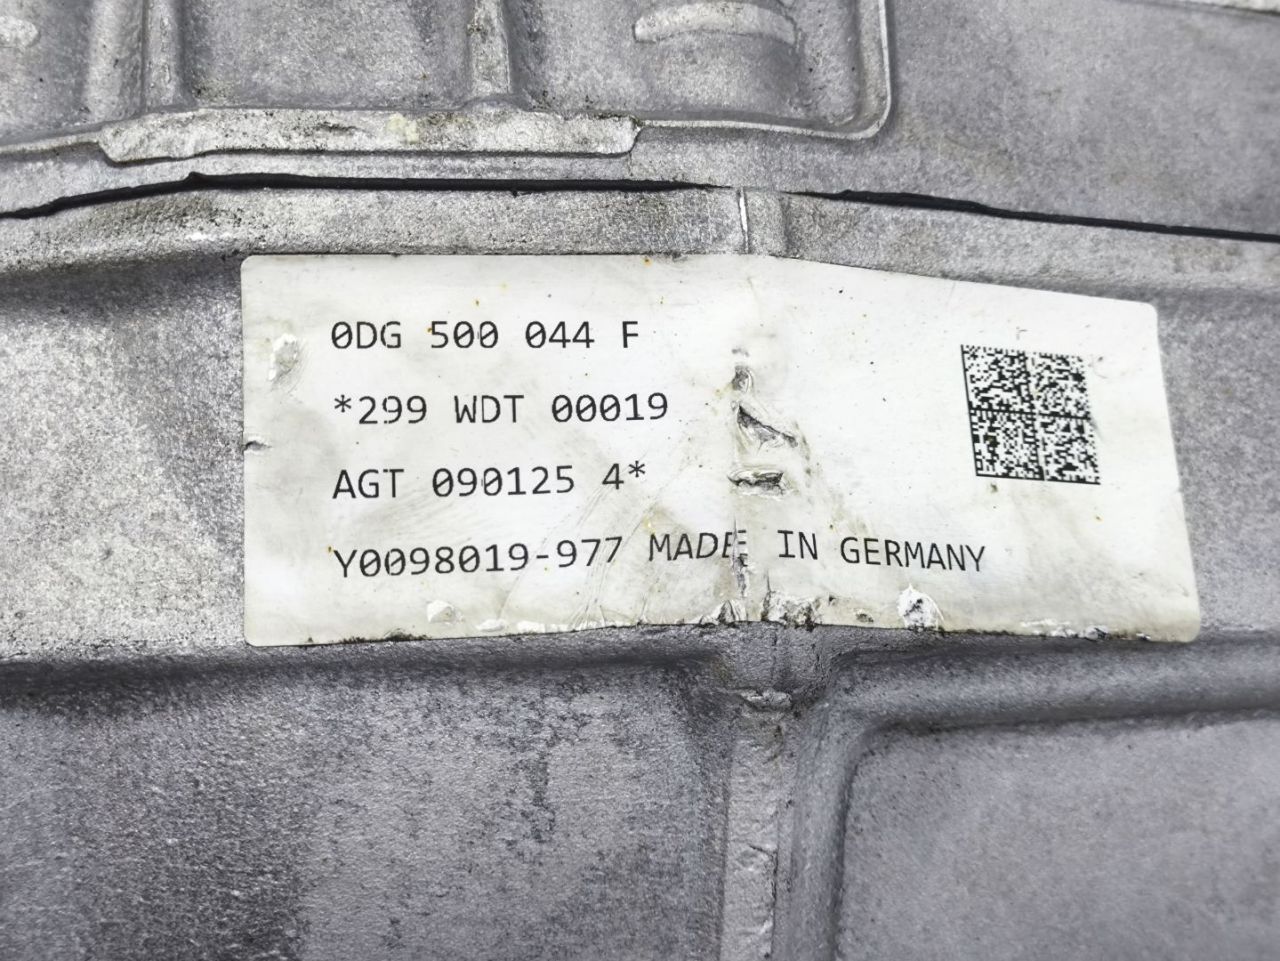 0DG 500 044 F
*299 WDT 00019
AGT 090125 4*
Y0098019-977 MADE IN GERMANY